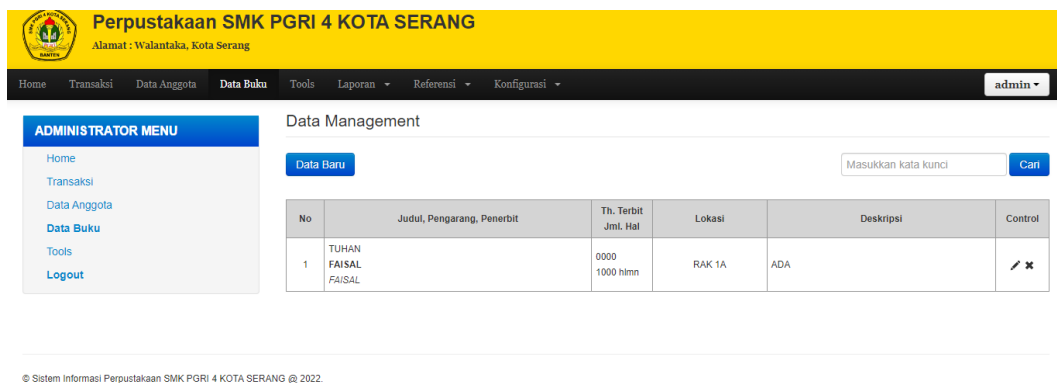 Perpustakaan SMK PGRI 4 KOTA SERANG
Alamat : Walantaka, Kota Serang
Home Transaksi Data Anggota Data Buku Tools Laporan Referensi Konfigurasi admin
ADMINISTRATOR MENU
Home
Transaksi
Data Anggota
Data Buku
Tools
Logout
Data Management
Data Baru Masukkan kata kunci Cari
No Judul, Pengarang, Penerbit Th. Terbit Jml. Hal Lokasi Deskripsi Control
TUHAN
FAISAL
FAISAL
1 0000
1000 hlmn
RAK 1A ADA
© Sistem Informasi Perpustakaan SMK PGRI 4 KOTA SERANG @ 2022.